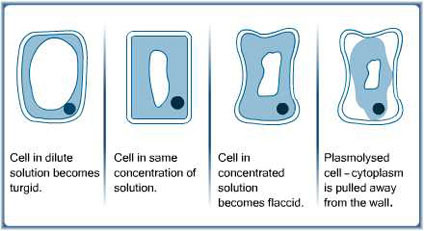 Cell in dilute
solution becomes
turgid.
Cell in same
concentration of
solution.
Cell in
concentrated
solution
becomes flaccid.
Plasmolysed
cell – cytoplasm
is pulled away
from the wall.